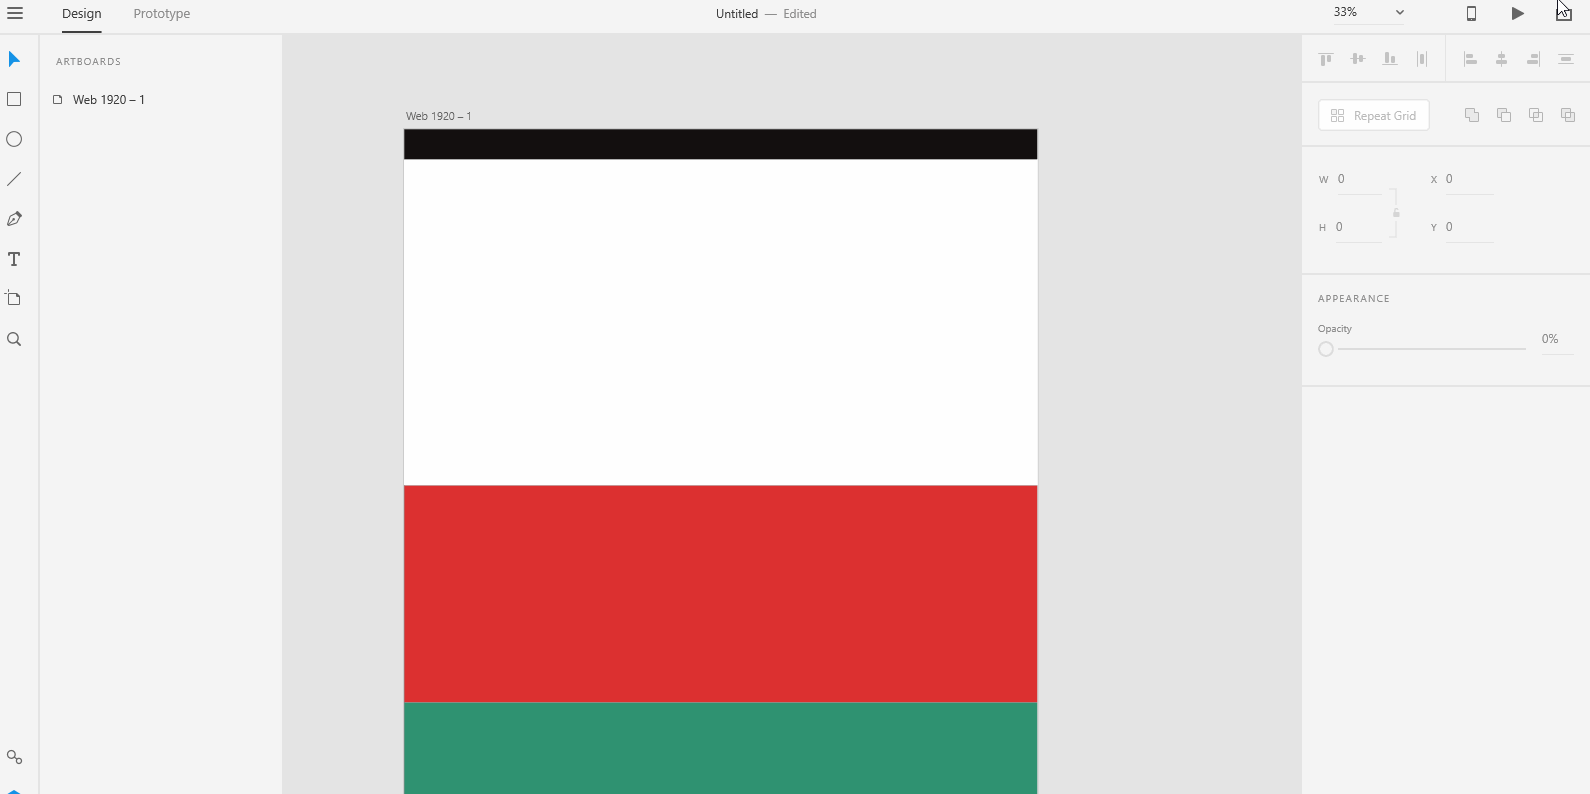 Design Prototype Untitled — Edited 33%
ARTBOARDS
Web 1920 – 1
Web 1920 – 1
Repeat Grid
W 0 X 0
H 0 Y 0
APPEARANCE
Opacity
0%